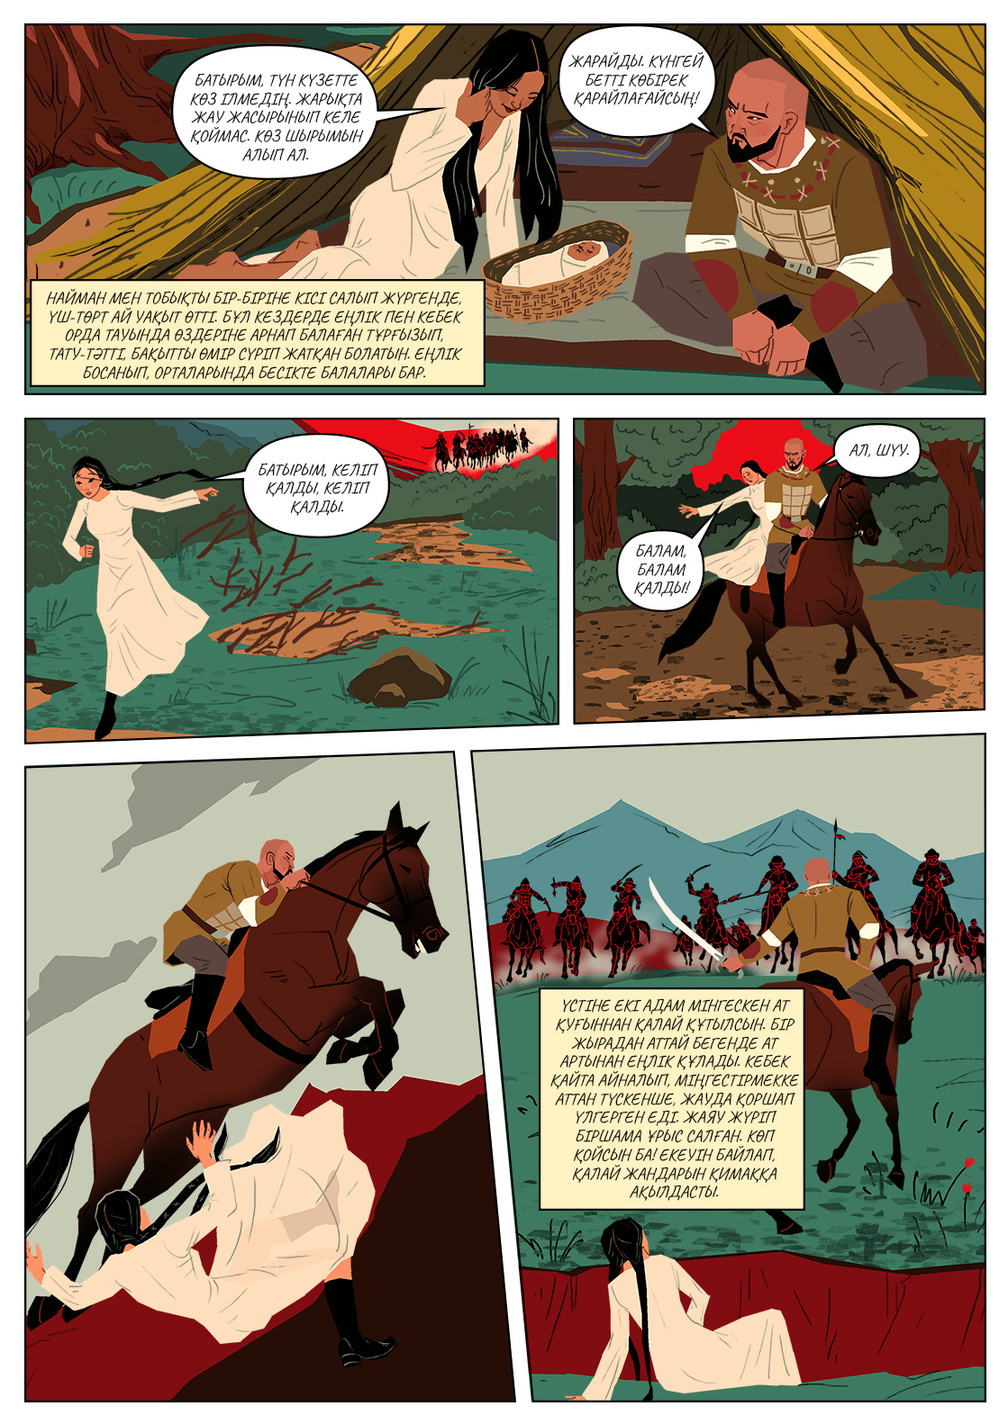 БАТЫРЫМ, ТҮН КҮЗЕТТЕ
КӨЗ ІЛМЕДІҢ. ЖАРЫҚТА
ЖАУ ЖАСЫРЫНЫП КЕЛЕ
ҚОЙМАС. КӨЗ ШЫРЫМЫН
АЛЫП АЛ.
ЖАРАЙДЫ. КҮНГЕЙ
БЕТТІ КӨБІРЕК
ҚАРАЙЛАҒАЙСЫҢ!
НАЙМАН МЕН ТОБЫҚТЫ БІР-БІРІНЕ КІСІ САЛЫП ЖҮРГЕНДЕ,
ҮШ-ТӨРТ АЙ УАҚЫТ ӨТТІ. БҰЛ КЕЗДЕРДЕ ЕҢЛІК ПЕН КЕБЕК
ОРДА ТАУЫНДА ӨЗДЕРІНЕ АРНАП БАЛАҒАН ТҰРҒЫЗЫП,
ТАТУ-ТӘТТІ, БАҚЫТТЫ ӨМІР СҮРІП ЖАТҚАН БОЛАТЫН. ЕҢЛІК
БОСАНЫП, ОРТАЛАРЫНДА БЕСІКТЕ БАЛАЛАРЫ БАР.
БАТЫРЫМ, КЕЛІП
ҚАЛДЫ, КЕЛІП
ҚАЛДЫ.
АЛ, ШҮУ.
БАЛАМ,
БАЛАМ
ҚАЛДЫ!
ҮСТІНЕ ЕКІ АДАМ МІНГЕСКЕН АТ
ҚУҒЫННАН ҚАЛАЙ ҚҰТЫЛСЫН. БІР
ЖЫРАДАН АТТАЙ БЕГЕНДЕ АТ
АРТЫНАН ЕҢЛІК ҚҰЛАДЫ. КЕБЕК
ҚАЙТА АЙНАЛЫП, МІҢГЕСТІРМЕККЕ
АТТАН ТҮСКЕНШЕ, ЖАУДА ҚОРШАП
ҮЛГЕРГЕН ЕДІ. ЖАЯУ ЖҮРІП
БІРШАМА ҰРЫС САЛҒАН. КӨП
ҚОЙСЫН БА! ЕКЕУІН БАЙЛАП,
ҚАЛАЙ ЖАНДАРЫН ҚИМАҚҚА
АҚЫЛДАСТЫ.